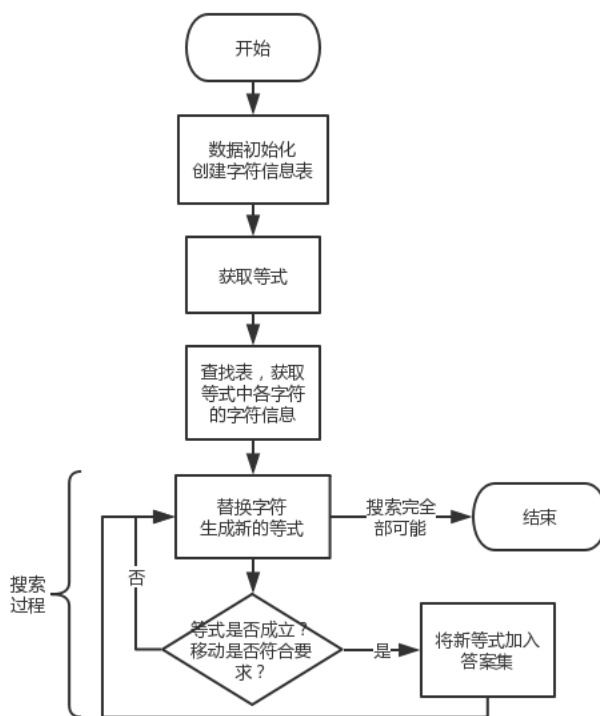 开始
数据初始化
创建字符信息表
获取等式
查找表，获取
等式中各字符
的字符信息
替换字符
生成新的等式
搜索完全
部可能
结束
搜索
过程
否
等式是否成立？
移动是否符合要
求？
是
将新等式加入
答案集